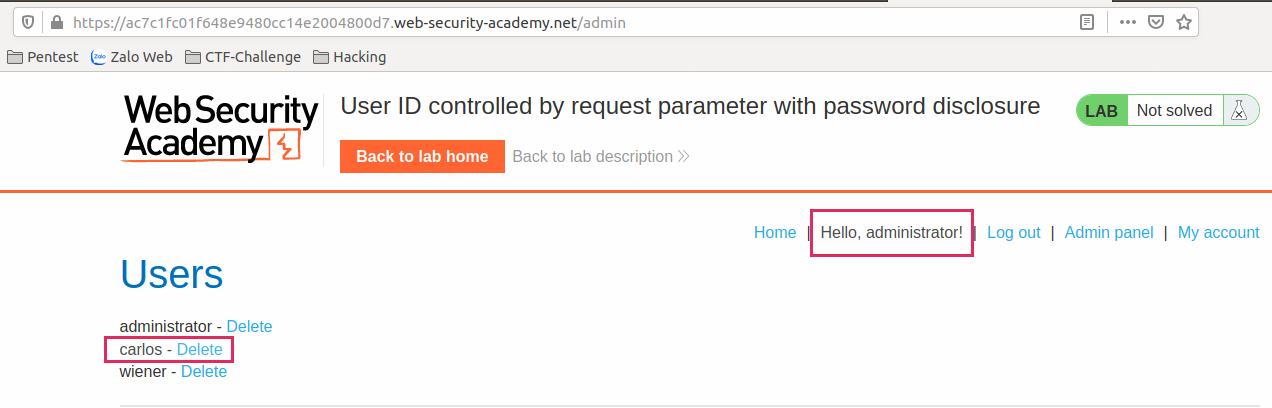 https://ac7c1fc01f648e9480cc14e2004800d7.web-security-academy.net/admin
Pentest Zalo Web CTF-Challenge Hacking
Web Security
Academy
User ID controlled by request parameter with password disclosure
LAB Not solved
Back to lab home Back to lab description
Home | Hello, administrator! | Log out | Admin panel | My account
Users
administrator - Delete
carlos - Delete
wiener - Delete